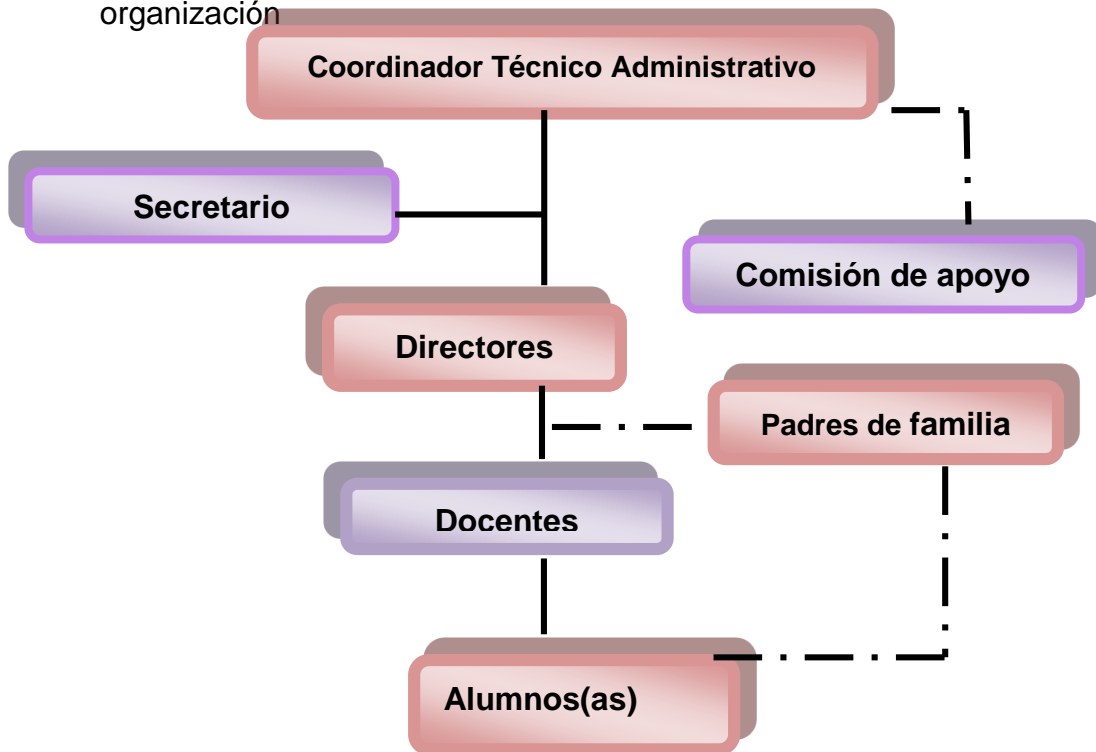 organización
Coordinador Técnico Administrativo
Secretario
Comisión de apoyo
Directores
Padres de familia
Docentes
Alumnos(as)